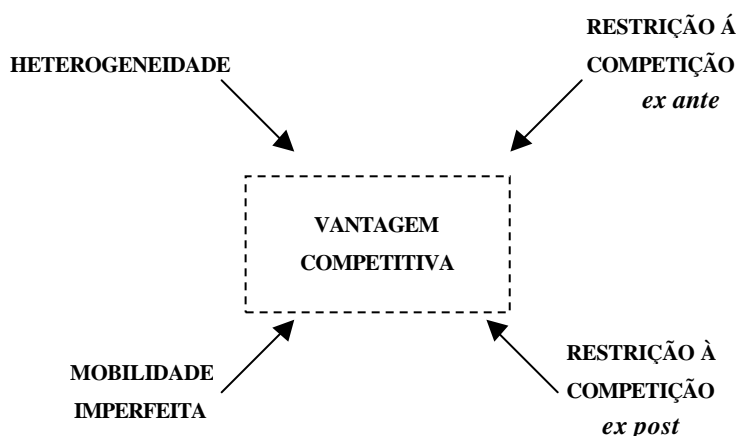 HETEROGENEIDADE
RESTRIÇÃO Á
COMPETIÇÃO
ex ante
VANTAGEM
COMPETITIVA
MOBILIDADE
IMPERFEITA
RESTRIÇÃO À
COMPETIÇÃO
ex post